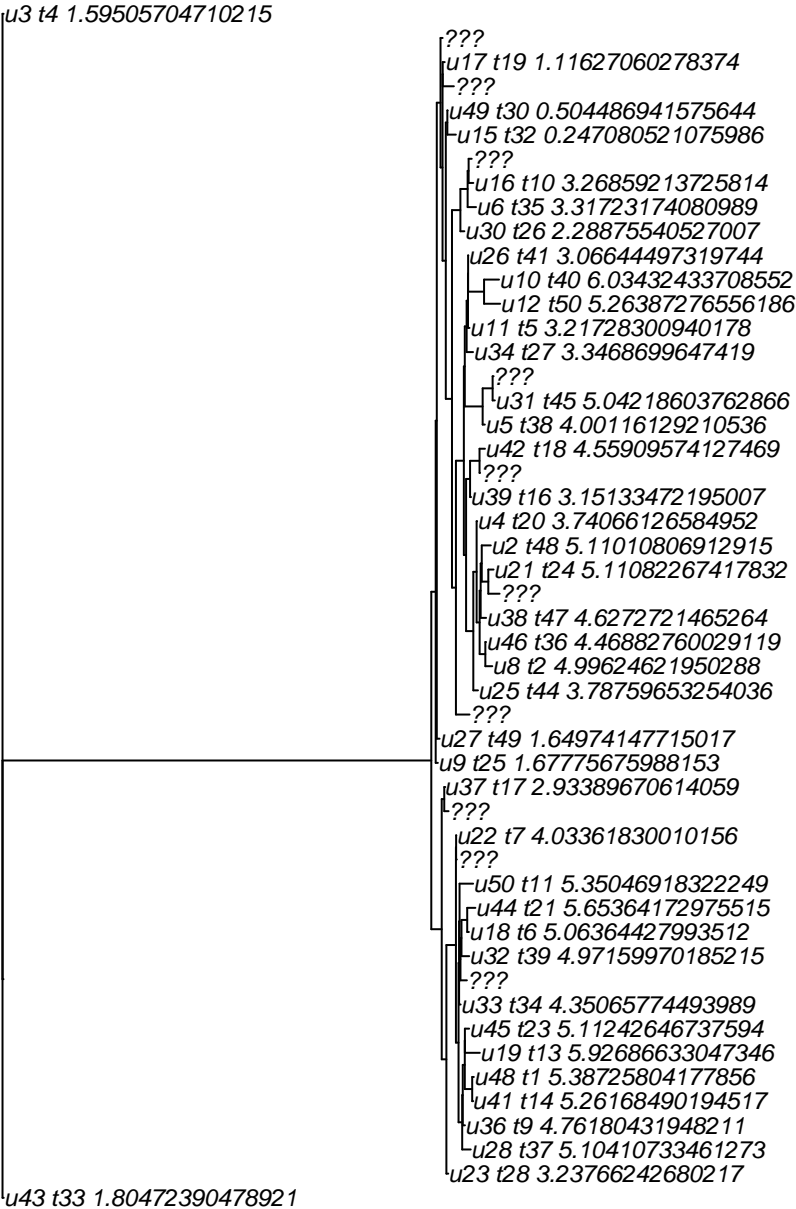 u3 t4 1.59505704710215
???
u17 t19 1.11627060278374
???
u49 t30 0.504486941575644
u15 t32 0.247080521075986
???
u16 t10 3.26859213725814
u6 t35 3.31723174080989
u30 t26 2.28875540527007
u26 t41 3.06644497319744
u10 t40 6.03432433708552
u12 t50 5.26387276556186
u11 t5 3.21728300940178
u34 t27 3.3468699647419
???
u31 t45 5.04218603762866
u5 t38 4.00116129210536
u42 t18 4.55909574127469
???
u39 t16 3.15133472195007
u4 t20 3.74066126584952
u2 t48 5.11010806912915
u21 t24 5.11082267417832
???
u38 t47 4.6272721465264
u46 t36 4.46882760029119
u8 t2 4.99624621950288
u25 t44 3.78759653254036
???
u27 t49 1.64974147715017
u9 t25 1.67775675988153
u37 t17 2.93389670614059
???
u22 t7 4.03361830010156
???
u50 t11 5.35046918322249
u44 t21 5.65364172975515
u18 t6 5.06364427993512
u32 t39 4.97159970185215
???
u33 t34 4.35065774493989
u45 t23 5.11242646737594
u19 t13 5.92686633047346
u48 t1 5.38725804177856
u41 t14 5.26168490194517
u36 t9 4.76180431948211
u28 t37 5.10410733461273
u23 t28 3.23766242680217
u43 t33 1.80472390478921